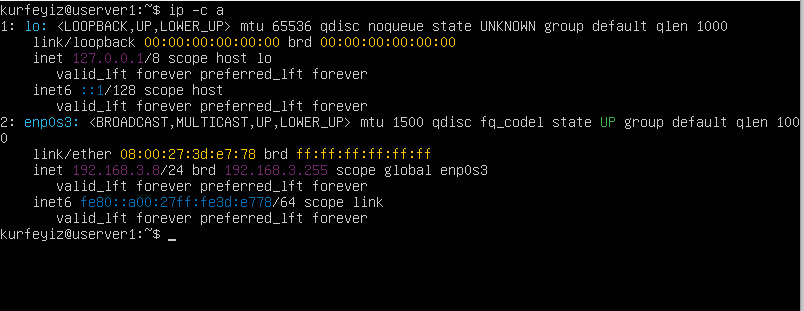 kurfeyiz@userver1:~$ ip -c a
1: lo: <LOOPBACK,UP,LOWER_UP> mtu 65536 qdisc noqueue state UNKNOWN group default qlen 1000
    link/loopback 00:00:00:00:00:00 brd 00:00:00:00:00:00
    inet 127.0.0.1/8 scope host lo
       valid_lft forever preferred_lft forever
    inet6 ::1/128 scope host
       valid_lft forever preferred_lft forever
2: enp0s3: <BROADCAST,MULTICAST,UP,LOWER_UP> mtu 1500 qdisc fq_codel state UP group default qlen 100
0
    link/ether 08:00:27:3d:e7:78 brd ff:ff:ff:ff:ff:ff
    inet 192.168.3.8/24 brd 192.168.3.255 scope global enp0s3
       valid_lft forever preferred_lft forever
    inet6 fe80::a00:27ff:fe3d:e778/64 scope link
       valid_lft forever preferred_lft forever
kurfeyiz@userver1:~$ _